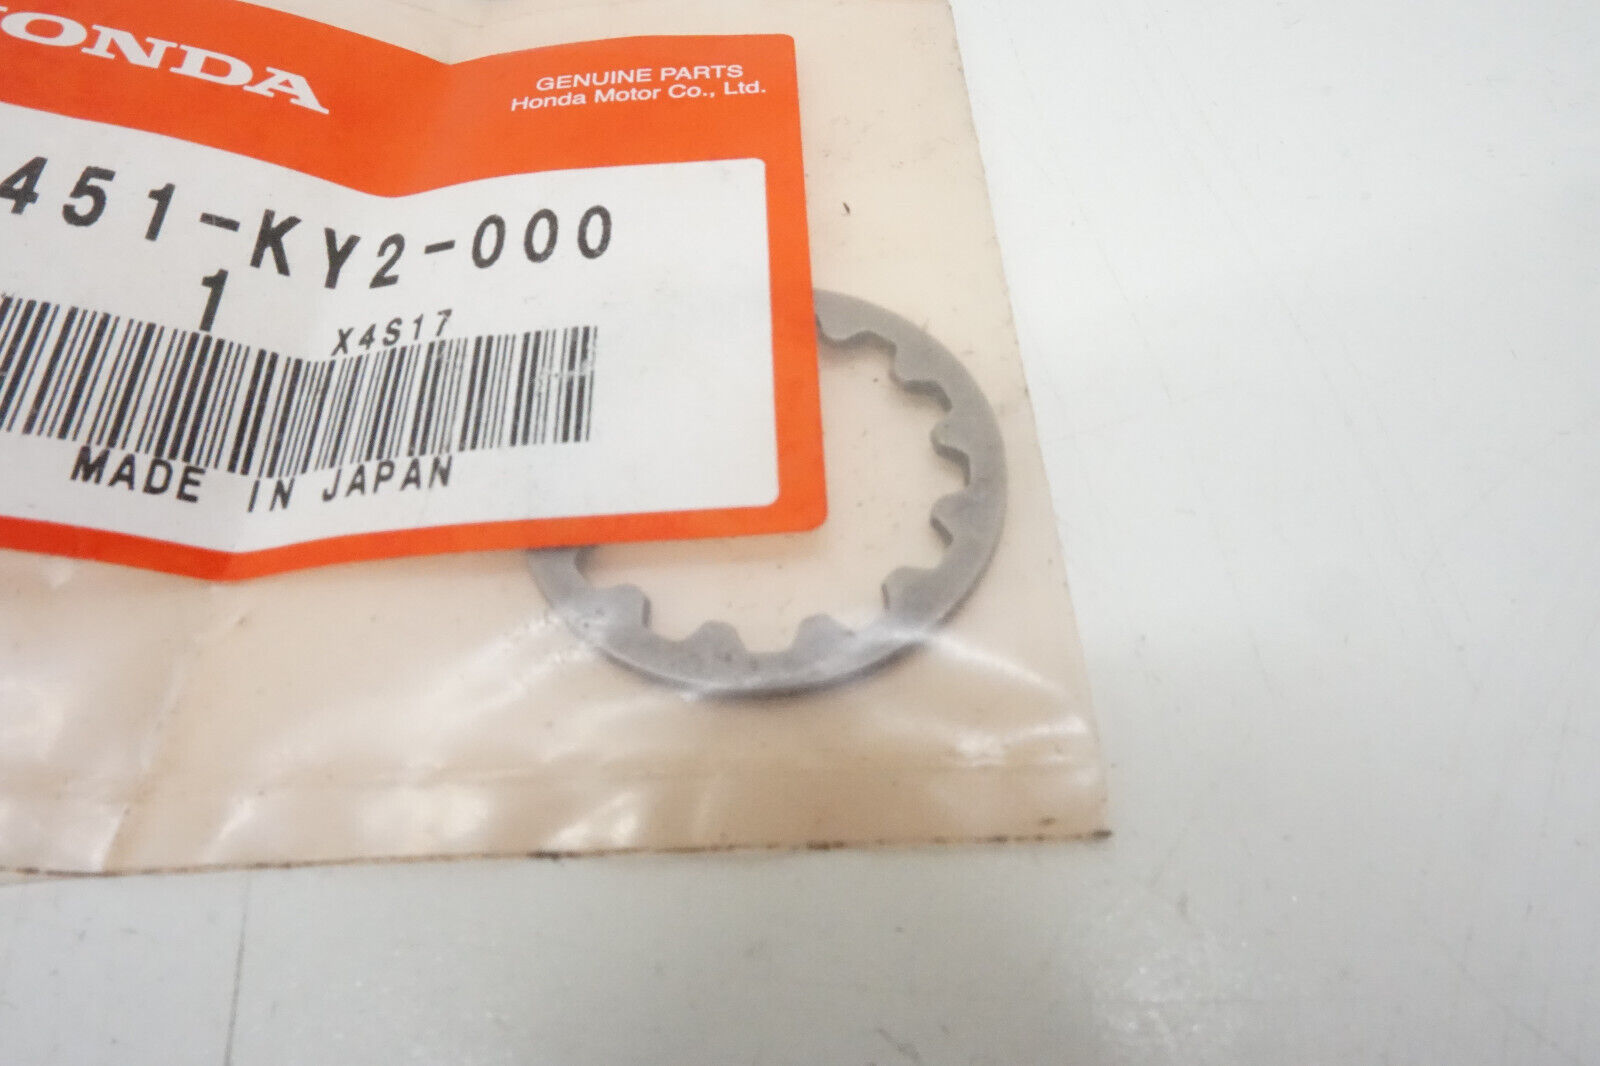 HONDA
GENUINE PARTS
Honda Motor Co., Ltd.
451-KY2-000
1
X4S17
MADE IN JAPAN